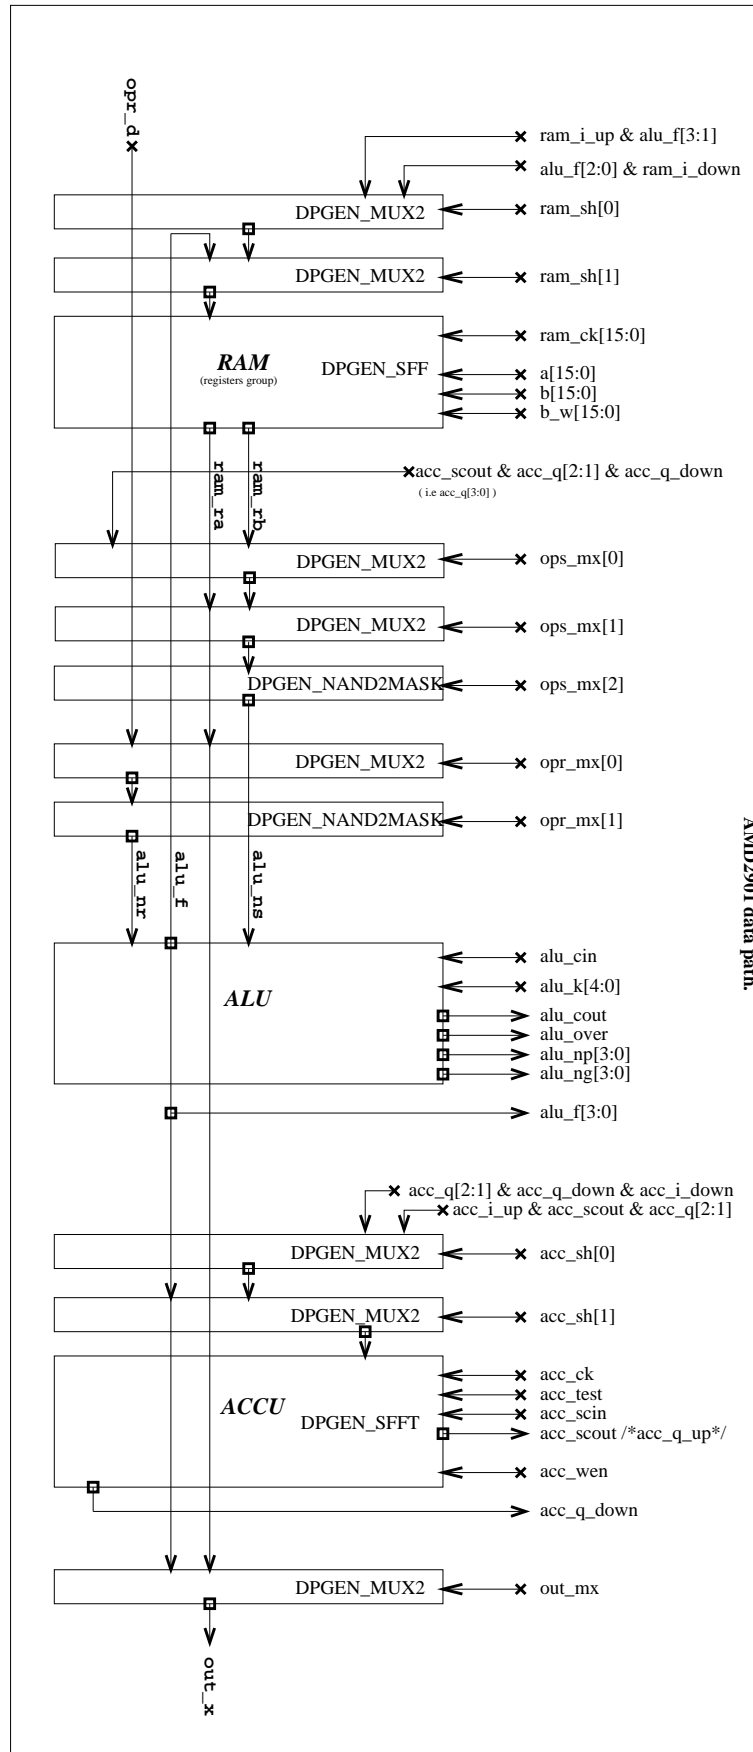 opr_d
ram_i_up & alu_f[3:1]
alu_f[2:0] & ram_i_down
DPGEN_MUX2
ram_sh[0]
DPGEN_MUX2
ram_sh[1]
RAM
(registers group)
DPGEN_SFF
ram_ck[15:0]
a[15:0]
b[15:0]
b_w[15:0]
ram_ra
ram_rb
acc_scout & acc_q[2:1] & acc_q_down
( i.e acc_q[3:0] )
DPGEN_MUX2
ops_mx[0]
DPGEN_MUX2
ops_mx[1]
DPGEN_NAND2MASK
ops_mx[2]
DPGEN_MUX2
opr_mx[0]
DPGEN_NAND2MASK
opr_mx[1]
alu_nr
alu_f
alu_ns
AMD2901 data path.
ALU
alu_cin
alu_k[4:0]
alu_cout
alu_over
alu_np[3:0]
alu_ng[3:0]
alu_f[3:0]
acc_q[2:1] & acc_q_down & acc_i_down
acc_i_up & acc_scout & acc_q[2:1]
DPGEN_MUX2
acc_sh[0]
DPGEN_MUX2
acc_sh[1]
ACCU
DPGEN_SFFT
acc_ck
acc_test
acc_scin
acc_scout /*acc_q_up*/
acc_wen
acc_q_down
DPGEN_MUX2
out_mx
out_x